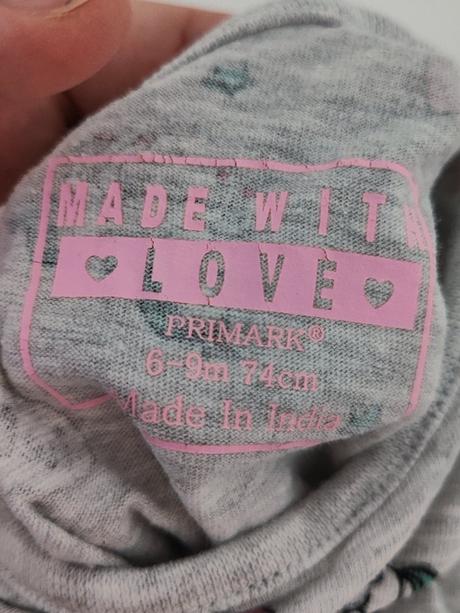 MADE WITH
♥ LOVE ♥
PRIMARK®
6-9m 74cm
Made In India